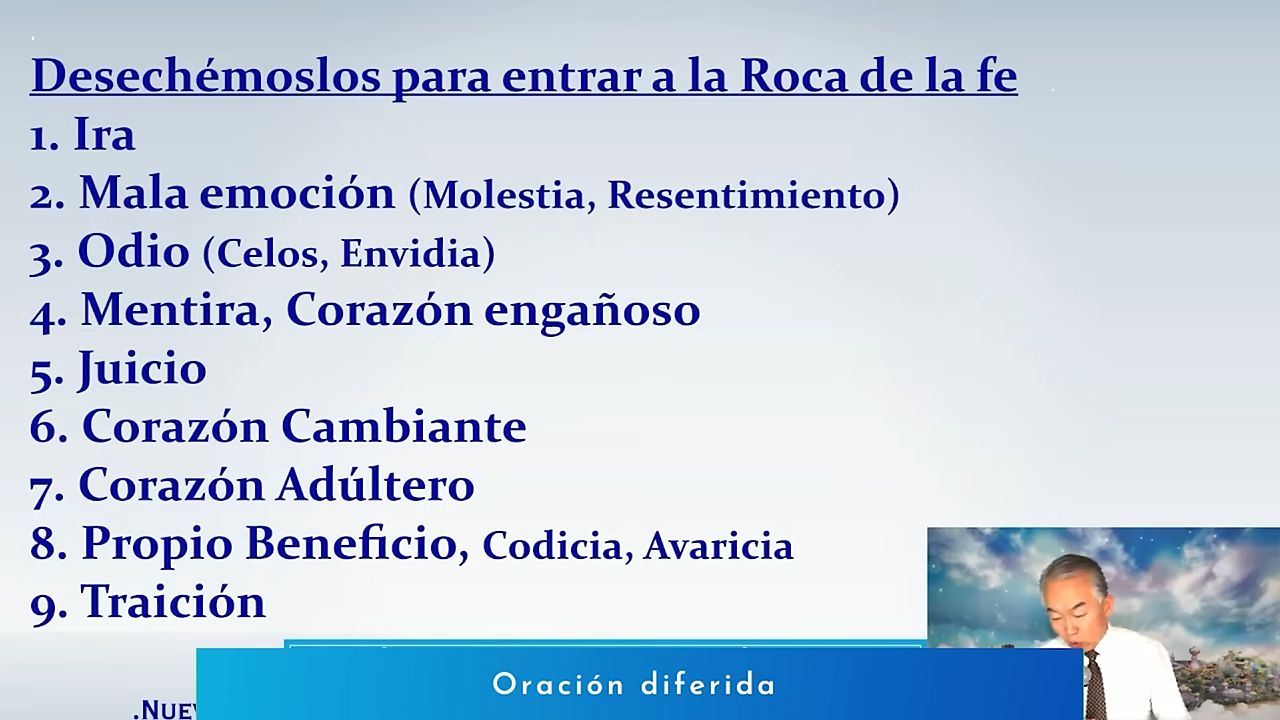 Desechémoslos para entrar a la Roca de la fe
1. Ira
2. Mala emoción (Molestia, Resentimiento)
3. Odio (Celos, Envidia)
4. Mentira, Corazón engañoso
5. Juicio
6. Corazón Cambiante
7. Corazón Adúltero
8. Propio Beneficio, Codicia, Avaricia
9. Traición
Oración diferida